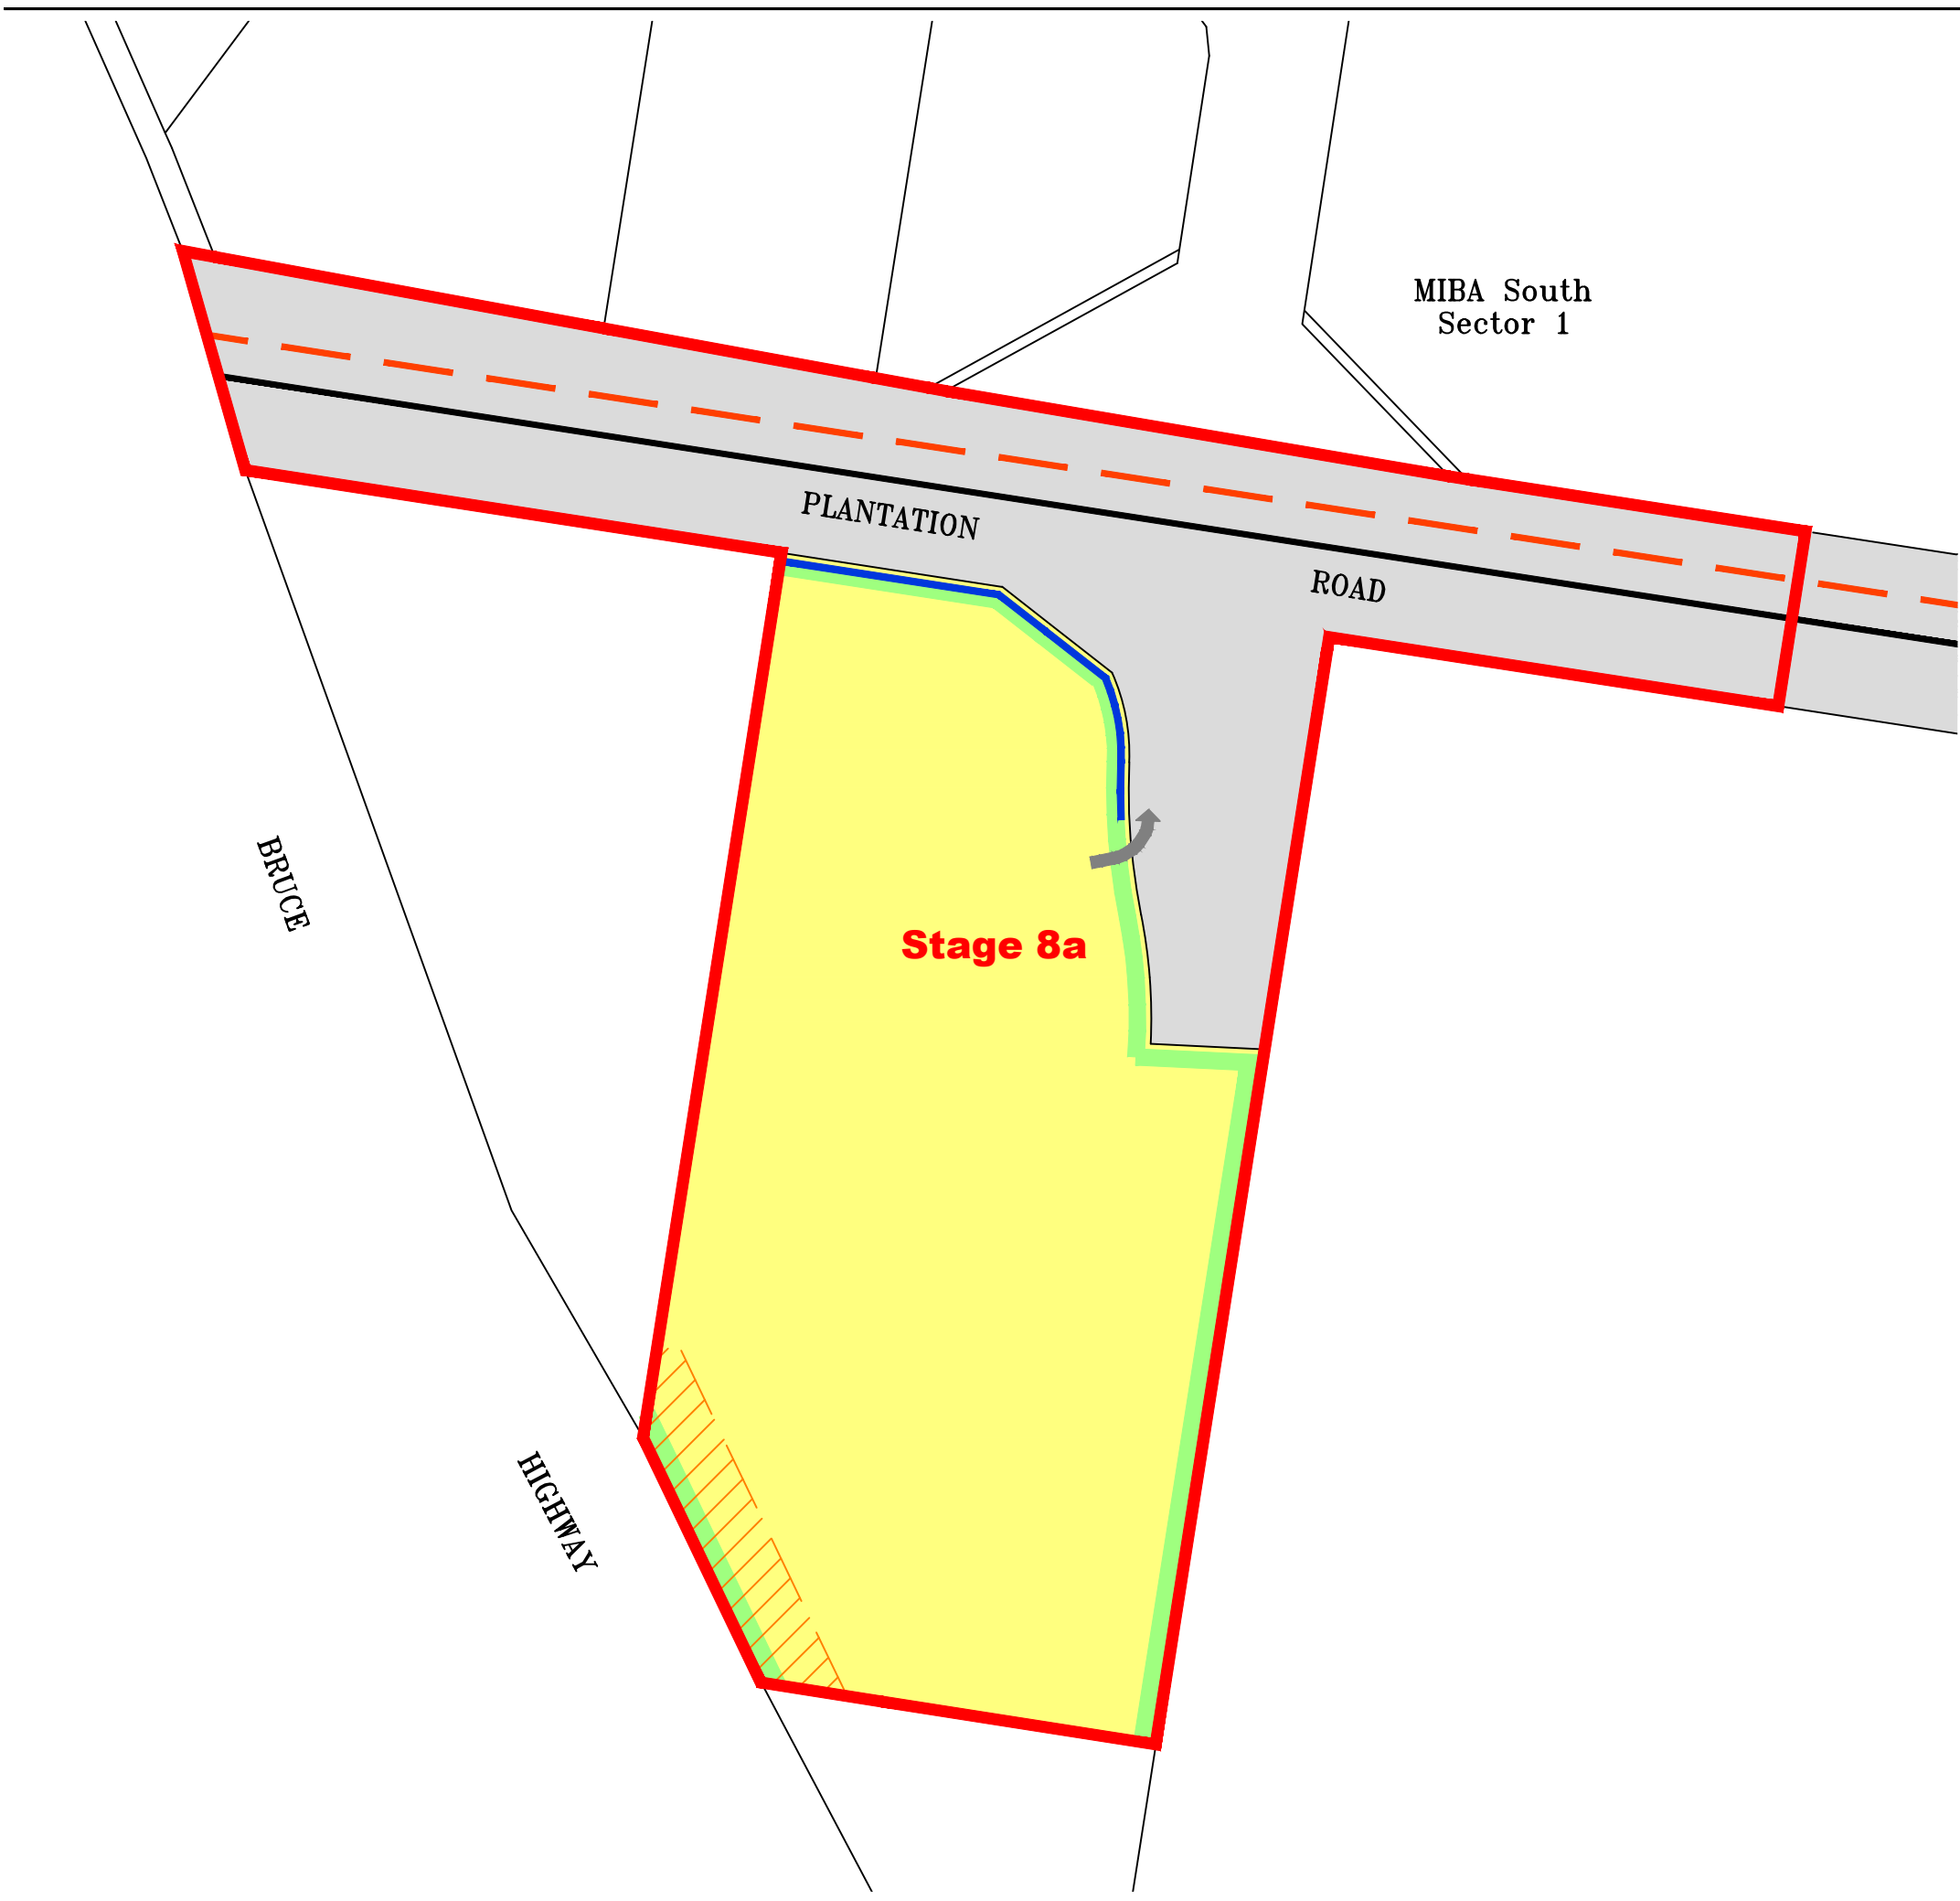 MIBA South
Sector 1
PLANTATION
ROAD
BRUCE
Stage 8a
HIGHWAY